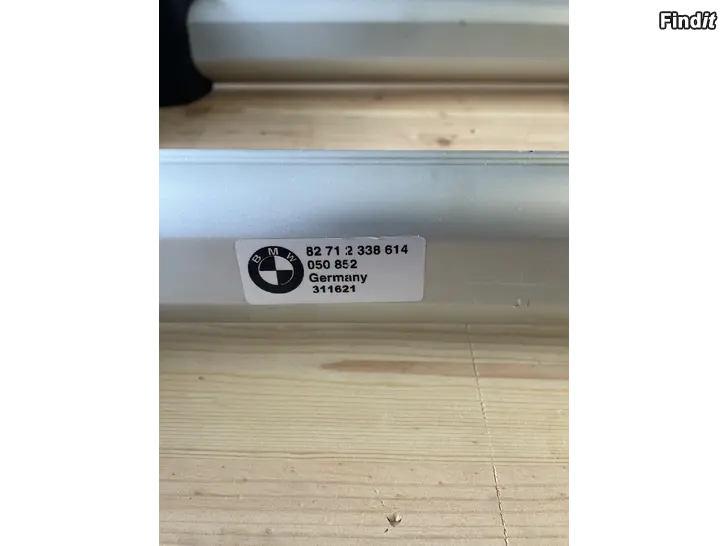 Findit
BMW
82 71 2 338 614
050 852
Germany
311621